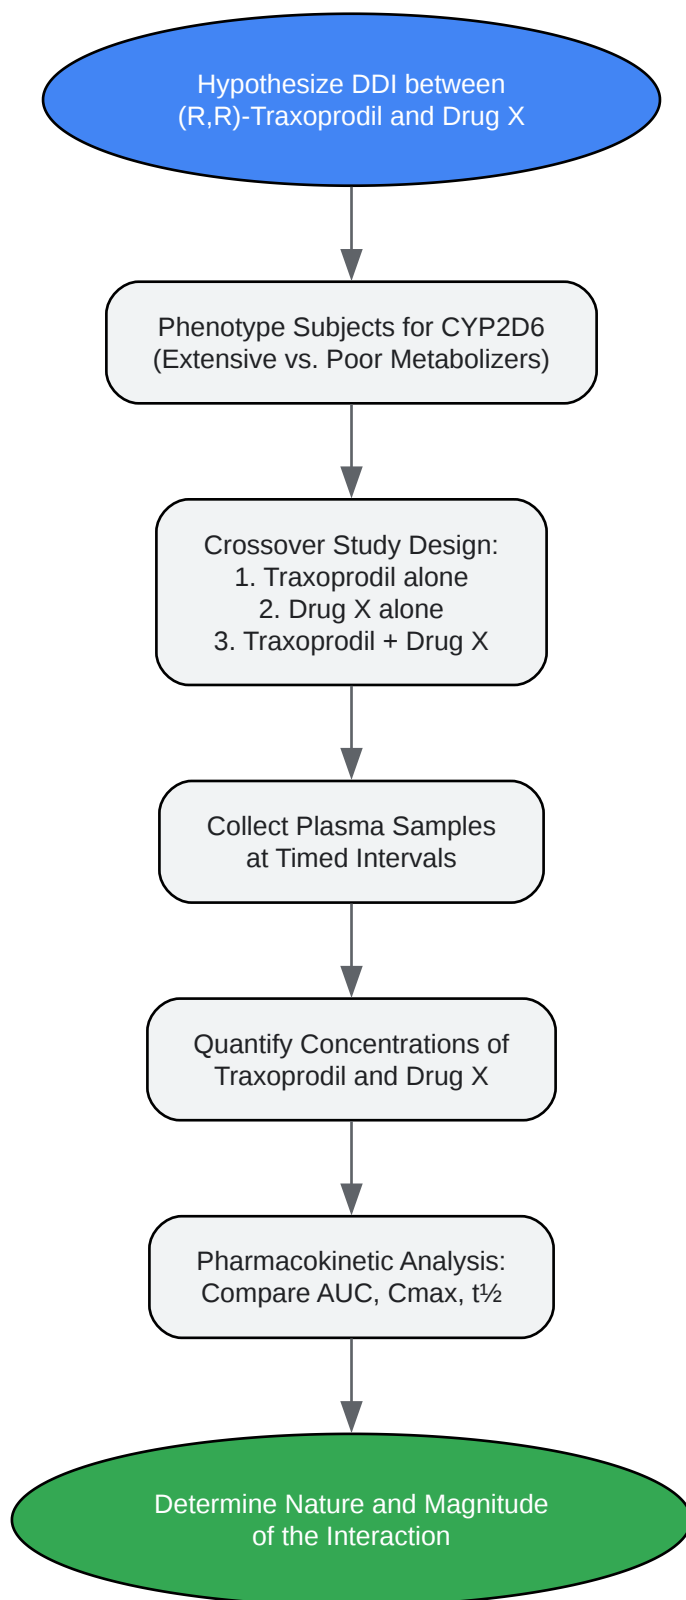 Hypothesize DDI between
(R,R)-Traxoprodil and Drug X
Phenotype Subjects for CYP2D6
(Extensive vs. Poor Metabolizers)
Crossover Study Design:
1. Traxoprodil alone
2. Drug X alone
3. Traxoprodil + Drug X
Collect Plasma Samples
at Timed Intervals
Quantify Concentrations of
Traxoprodil and Drug X
Pharmacokinetic Analysis:
Compare AUC, Cmax, t½
Determine Nature and Magnitude
of the Interaction